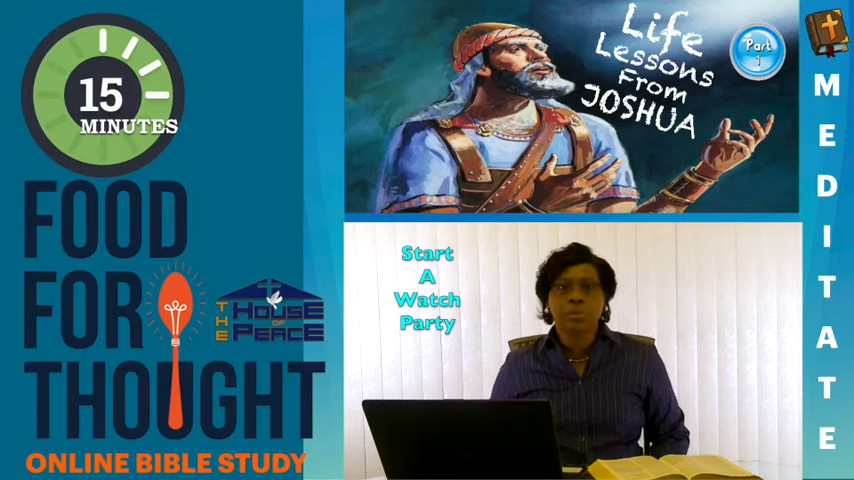 15
MINUTES
FOOD
FOR
THOUGHT
ONLINE BIBLE STUDY
THE
HOUSE
OF
PEACE
Life
Lessons
From
JOSHUA
Part
1
Start
A
Watch
Party
M
E
D
I
T
A
T
E